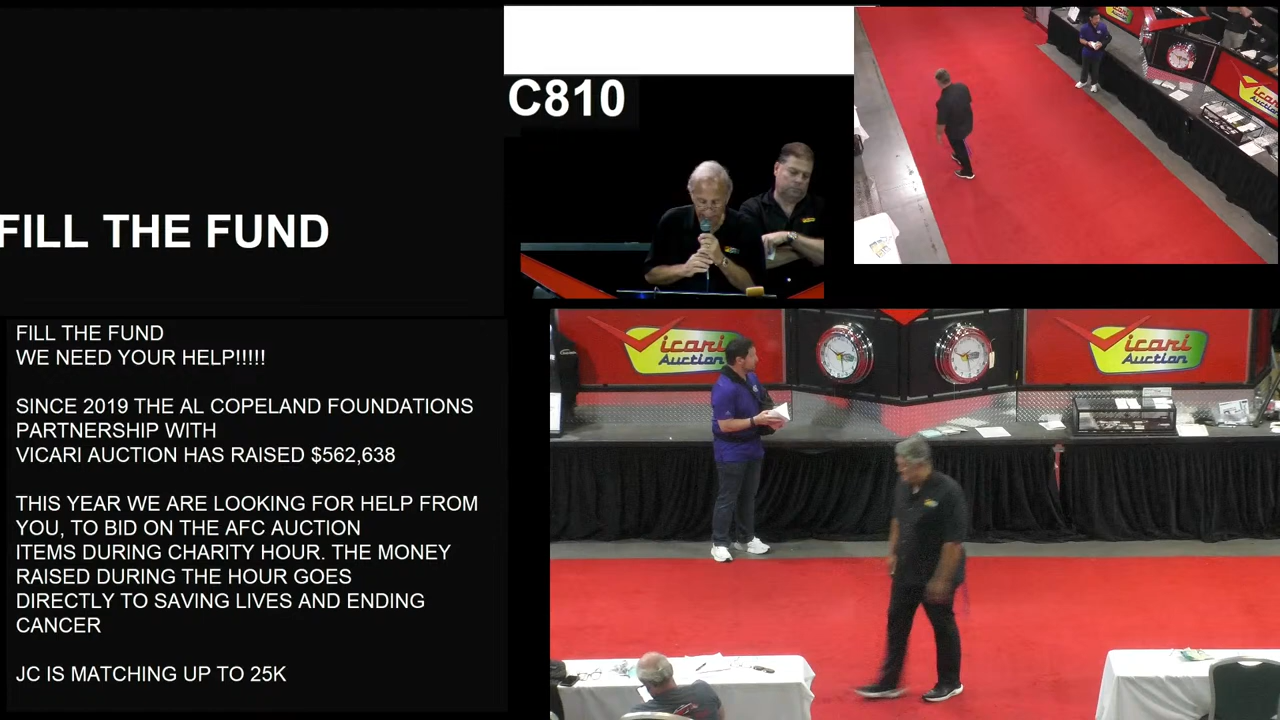 C810
FILL THE FUND
FILL THE FUND
WE NEED YOUR HELP!!!!!
SINCE 2019 THE AL COPELAND FOUNDATIONS
PARTNERSHIP WITH
VICARI AUCTION HAS RAISED $562,638
THIS YEAR WE ARE LOOKING FOR HELP FROM
YOU, TO BID ON THE AFC AUCTION
ITEMS DURING CHARITY HOUR. THE MONEY
RAISED DURING THE HOUR GOES
DIRECTLY TO SAVING LIVES AND ENDING
CANCER
JC IS MATCHING UP TO 25K
Vicari
Auction
Vicari
Auction
Vicari
Auction